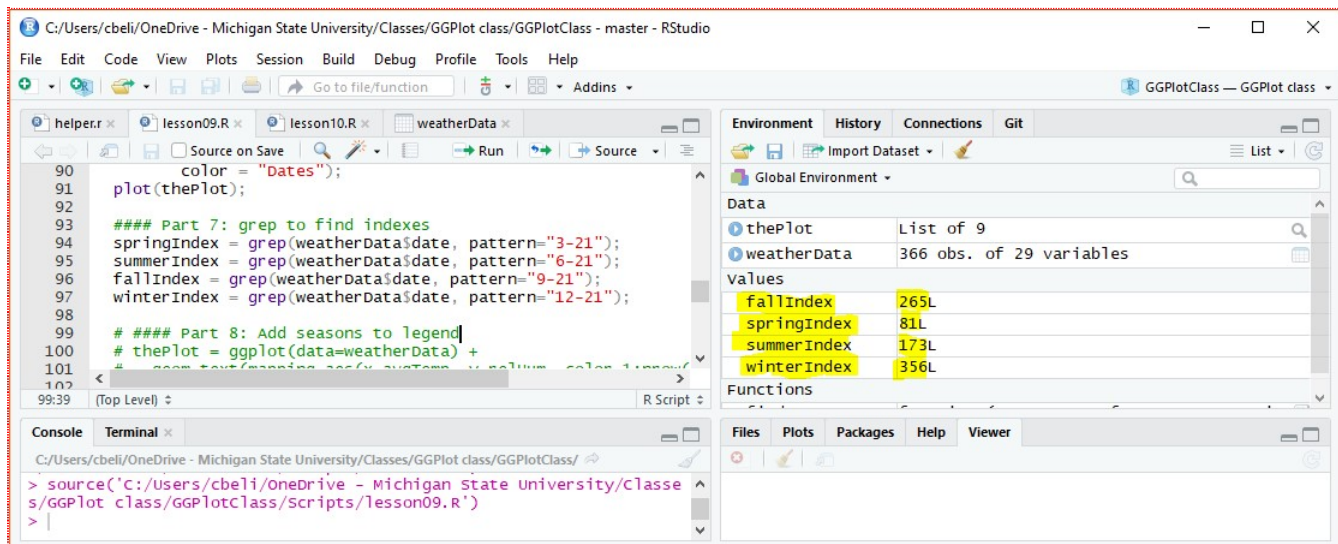 C:/Users/cbeli/OneDrive - Michigan State University/Classes/GGPlot class/GGPlotClass - master - RStudio
File Edit Code View Plots Session Build Debug Profile Tools Help
Go to file/function Addins GGPlotClass — GGPlot class
helper.r lesson09.R lesson10.R weatherData
Source on Save Run Source
90 color = "Dates");
91 plot(thePlot);
92
93 #### Part 7: grep to find indexes
94 springIndex = grep(weatherData$date, pattern="3-21");
95 summerIndex = grep(weatherData$date, pattern="6-21");
96 fallIndex = grep(weatherData$date, pattern="9-21");
97 winterIndex = grep(weatherData$date, pattern="12-21");
98
99 # #### Part 8: Add seasons to legend
100 # thePlot = ggplot(data=weatherData) +
101
102
99:39 (Top Level) R Script
Console Terminal
C:/Users/cbeli/OneDrive - Michigan State University/Classes/GGPlot class/GGPlotClass/
> source('C:/Users/cbeli/OneDrive - Michigan State University/Classe
s/GGPlot class/GGPlotClass/Scripts/lesson09.R')
>
Environment History Connections Git
Import Dataset List
Global Environment
Data
thePlot List of 9
weatherData 366 obs. of 29 variables
Values
fallIndex 265L
springIndex 81L
summerIndex 173L
winterIndex 356L
Functions
Files Plots Packages Help Viewer